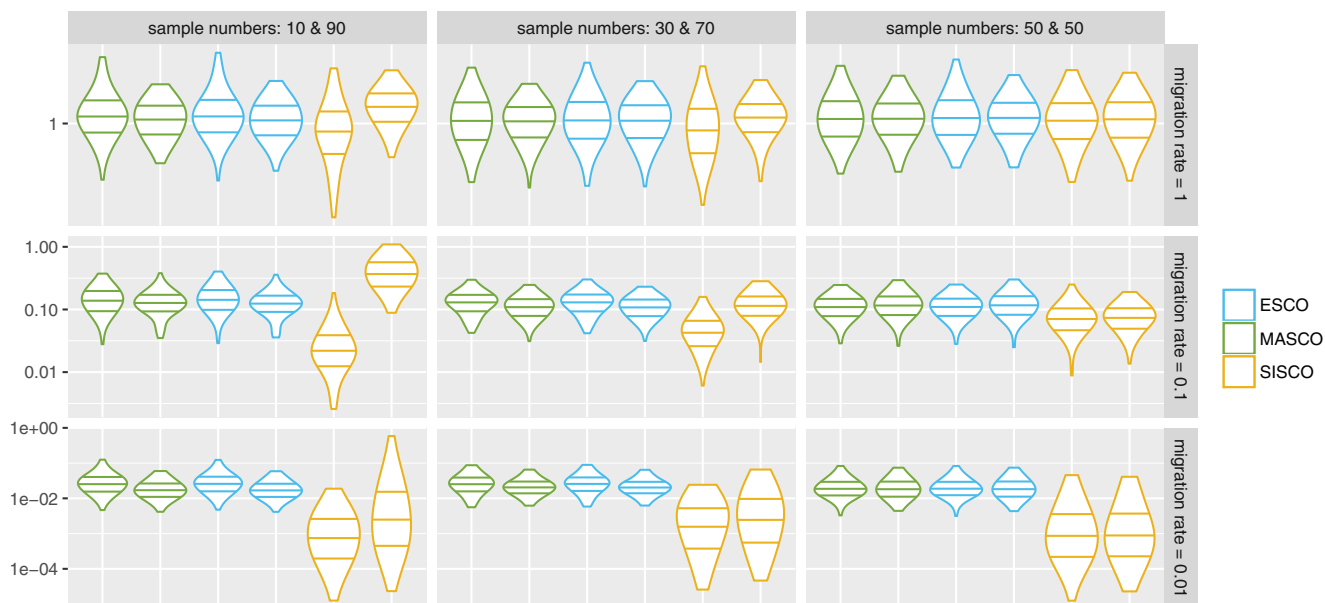 sample numbers: 10 & 90
sample numbers: 30 & 70
sample numbers: 50 & 50
1
migration rate = 1
1.00
0.10
0.01
migration rate = 0.1
1e+00
1e−02
1e−04
migration rate = 0.01
ESCO
MASCO
SISCO